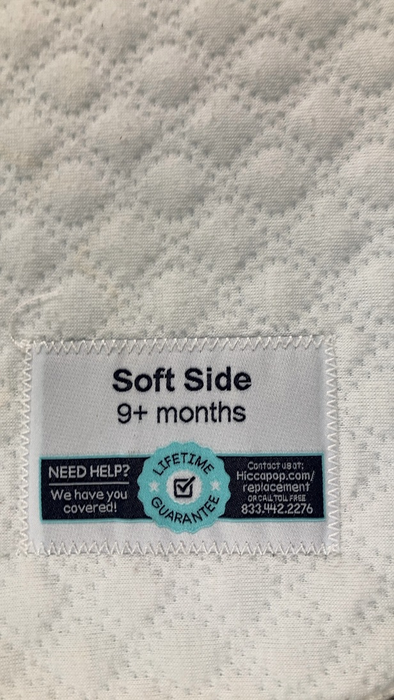 Soft Side
9+ months
NEED HELP?
We have you
covered!
LIFETIME
GUARANTEE
Contact us at:
Hiccapop.com/
replacement
OR CALL TOLL FREE
833.442.2276